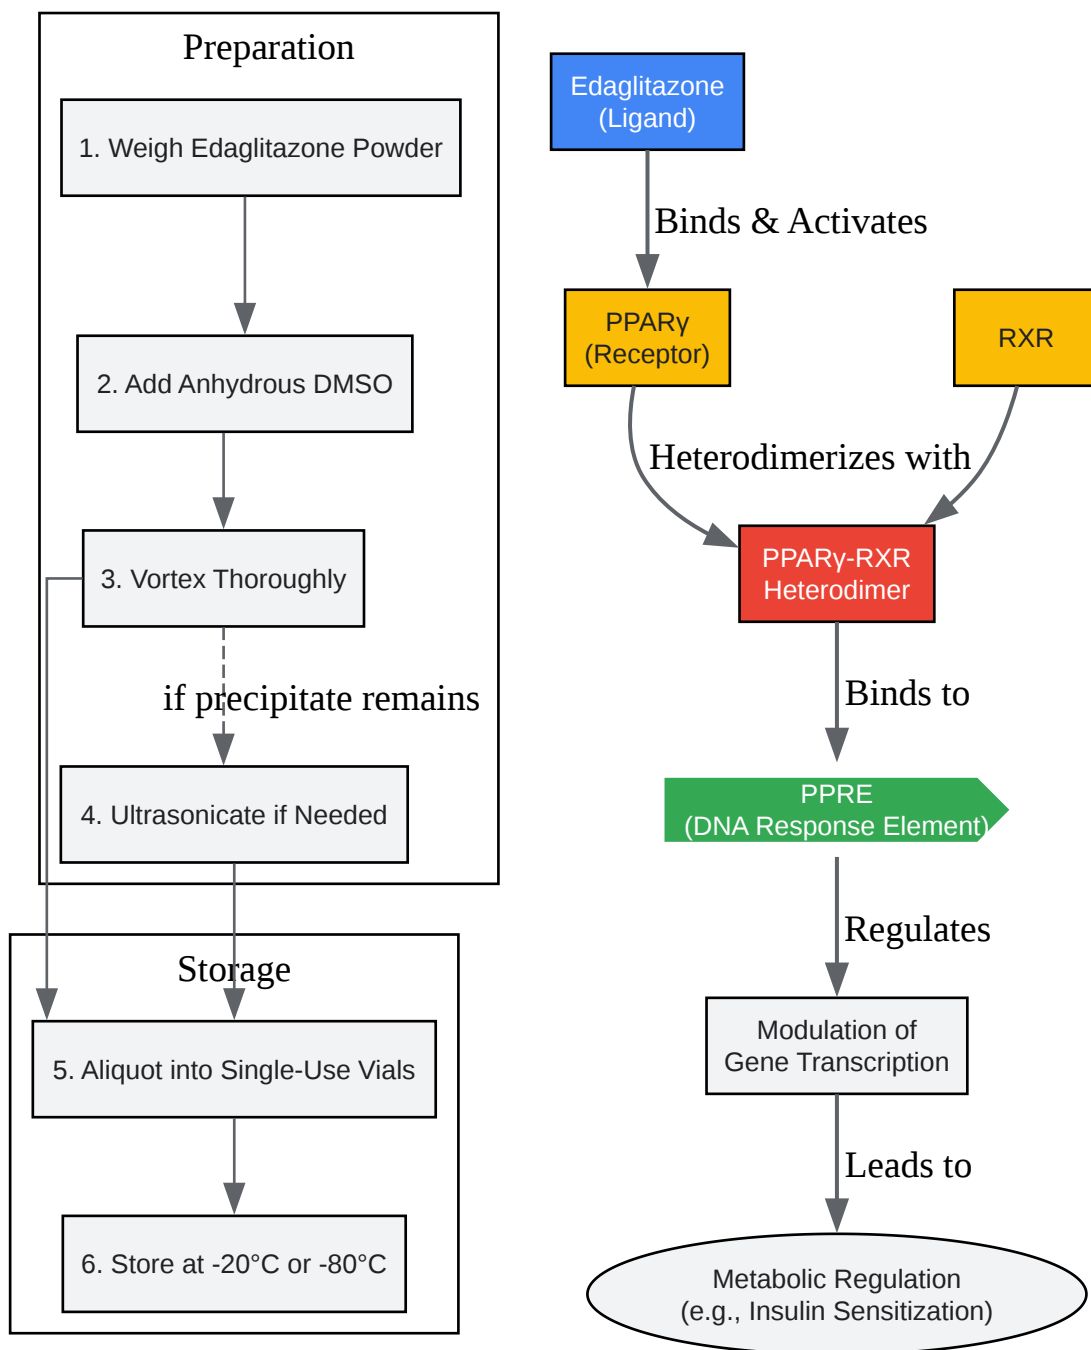 Preparation
1. Weigh Edaglitazone Powder
2. Add Anhydrous DMSO
3. Vortex Thoroughly
if precipitate remains
4. Ultrasonicate if Needed
Storage
5. Aliquot into Single-Use Vials
6. Store at -20°C or -80°C
Edaglitazone
(Ligand)
Binds & Activates
PPARγ
(Receptor)
RXR
Heterodimerizes with
PPARγ-RXR
Heterodimer
Binds to
PPRE
(DNA Response Element)
Regulates
Modulation of
Gene Transcription
Leads to
Metabolic Regulation
(e.g., Insulin Sensitization)